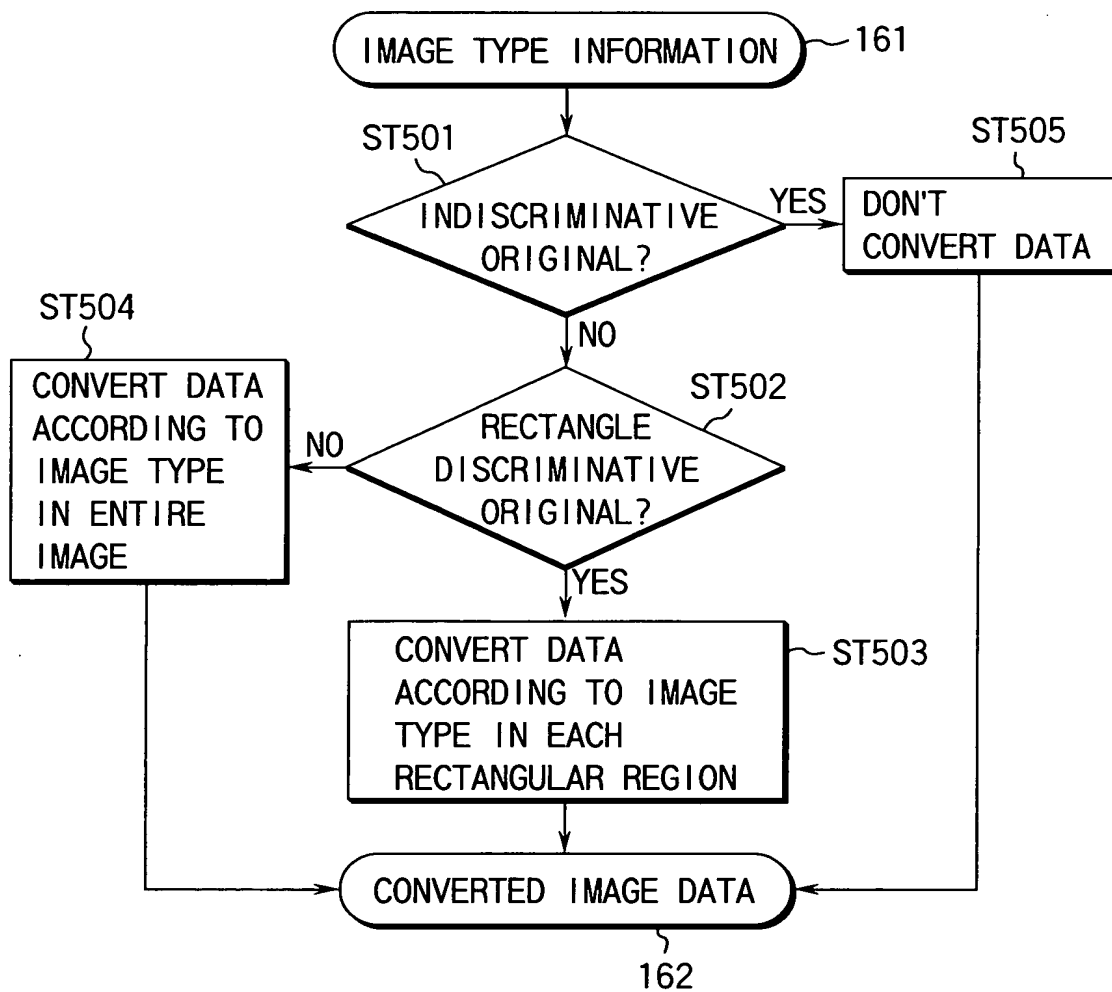 IMAGE TYPE INFORMATION
161
ST501
ST505
INDISCRIMINATIVE
ORIGINAL?
YES
DON'T
CONVERT DATA
NO
ST504
CONVERT DATA
ACCORDING TO
IMAGE TYPE
IN ENTIRE
IMAGE
NO
ST502
RECTANGLE
DISCRIMINATIVE
ORIGINAL?
YES
CONVERT DATA
ACCORDING TO IMAGE
TYPE IN EACH
RECTANGULAR REGION
ST503
CONVERTED IMAGE DATA
162